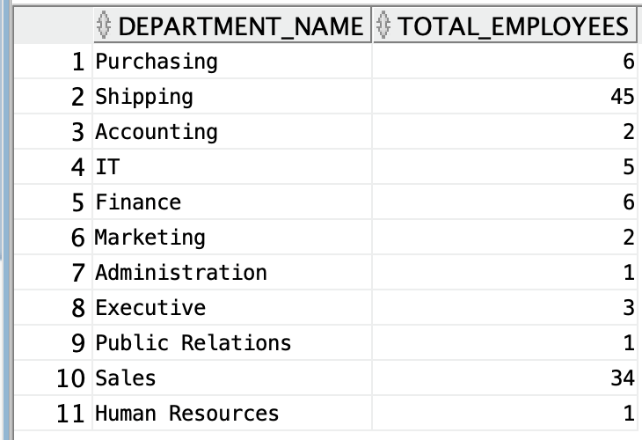 DEPARTMENT_NAME TOTAL_EMPLOYEES
1 Purchasing 6
2 Shipping 45
3 Accounting 2
4 IT 5
5 Finance 6
6 Marketing 2
7 Administration 1
8 Executive 3
9 Public Relations 1
10 Sales 34
11 Human Resources 1